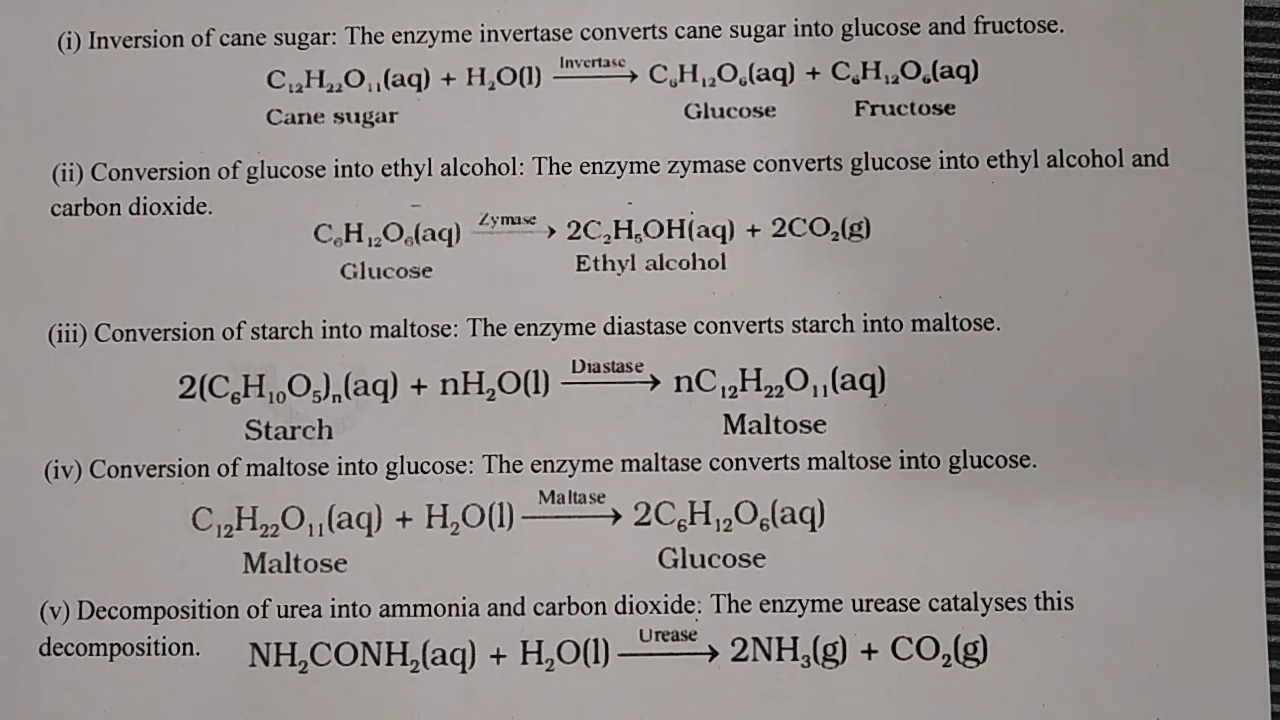 (i) Inversion of cane sugar: The enzyme invertase converts cane sugar into glucose and fructose.
Invertase
C₁₂H₂₂O₁₁(aq) + H₂O(l) ⟶ C₆H₁₂O₆(aq) + C₆H₁₂O₆(aq)
Cane sugar Glucose Fructose
(ii) Conversion of glucose into ethyl alcohol: The enzyme zymase converts glucose into ethyl alcohol and
carbon dioxide.
Zymase
C₆H₁₂O₆(aq) ⟶ 2C₂H₅OH(aq) + 2CO₂(g)
Glucose Ethyl alcohol
(iii) Conversion of starch into maltose: The enzyme diastase converts starch into maltose.
Diastase
2(C₆H₁₀O₅)ₙ(aq) + nH₂O(l) ⟶ nC₁₂H₂₂O₁₁(aq)
Starch Maltose
(iv) Conversion of maltose into glucose: The enzyme maltase converts maltose into glucose.
Maltase
C₁₂H₂₂O₁₁(aq) + H₂O(l) ⟶ 2C₆H₁₂O₆(aq)
Maltose Glucose
(v) Decomposition of urea into ammonia and carbon dioxide: The enzyme urease catalyses this
Urease
decomposition. NH₂CONH₂(aq) + H₂O(l) ⟶ 2NH₃(g) + CO₂(g)